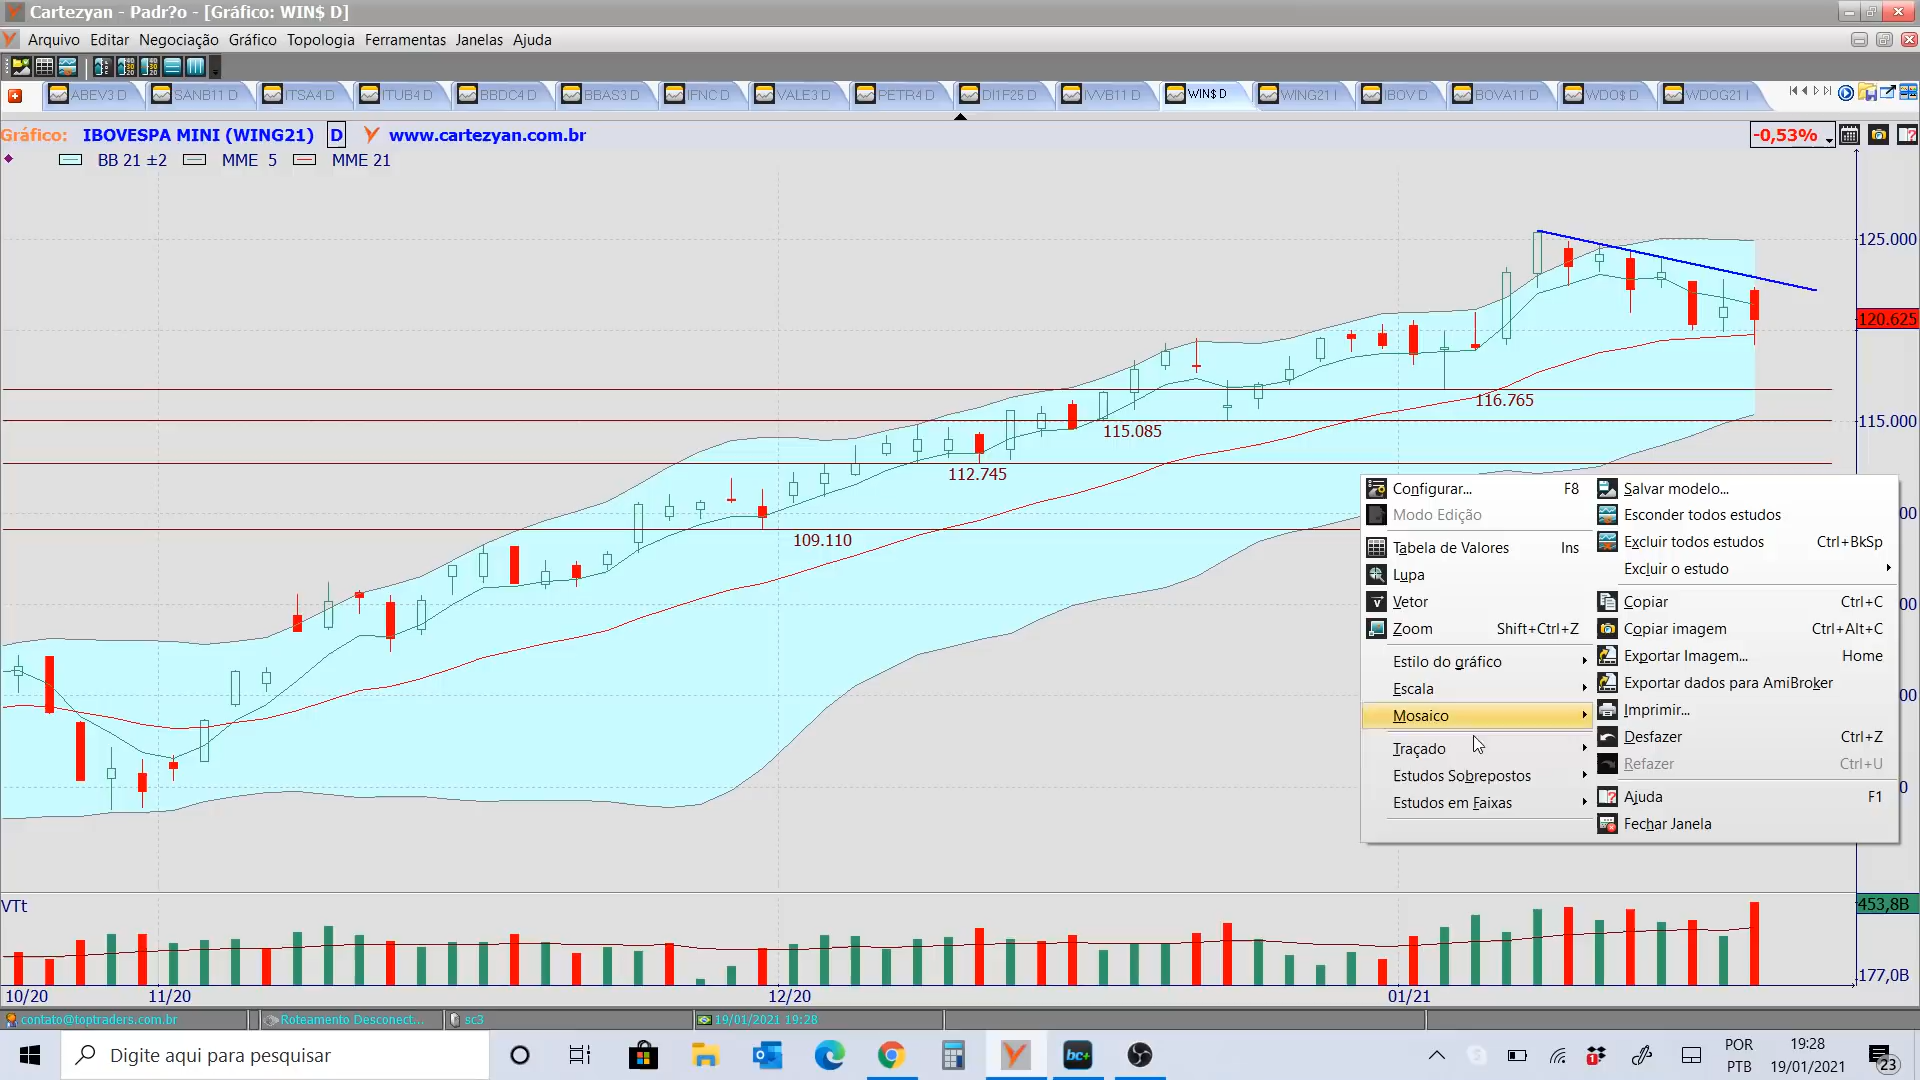 Cartezyan - Padr?o - [Gráfico: WIN$ D]
Arquivo Editar Negociação Gráfico Topologia Ferramentas Janelas Ajuda
ABEV3 D SANB11 D ITSA4 D ITUB4 D BBDC4 D BBAS3 D IFNC D VALE3 D PETR4 D DI1F25 D IVVB11 D WIN$ D WING21 I IBOV D BOVA11 D WDO$ D WDOG21 I
Gráfico: IBOVESPA MINI (WING21) D www.cartezyan.com.br -0,53%
BB 21 ±2 MME 5 MME 21
125.000
120.625
116.765
115.000
115.085
112.745
109.110
Configurar... F8
Modo Edição
Tabela de Valores Ins
Lupa
Vetor
Zoom Shift+Ctrl+Z
Estilo do gráfico
Escala
Mosaico
Traçado
Estudos Sobrepostos
Estudos em Faixas
Salvar modelo...
Esconder todos estudos
Excluir todos estudos Ctrl+BkSp
Excluir o estudo
Copiar Ctrl+C
Copiar imagem Ctrl+Alt+C
Exportar Imagem... Home
Exportar dados para AmiBroker
Imprimir...
Desfazer Ctrl+Z
Refazer Ctrl+U
Ajuda F1
Fechar Janela
VTt
453,8B
177,0B
10/20 11/20 12/20 01/21
contato@toptraders.com.br Roteamento Desconect... sc3 19/01/2021 19:28
Digite aqui para pesquisar
bc+
POR
PTB
19:28
19/01/2021
23